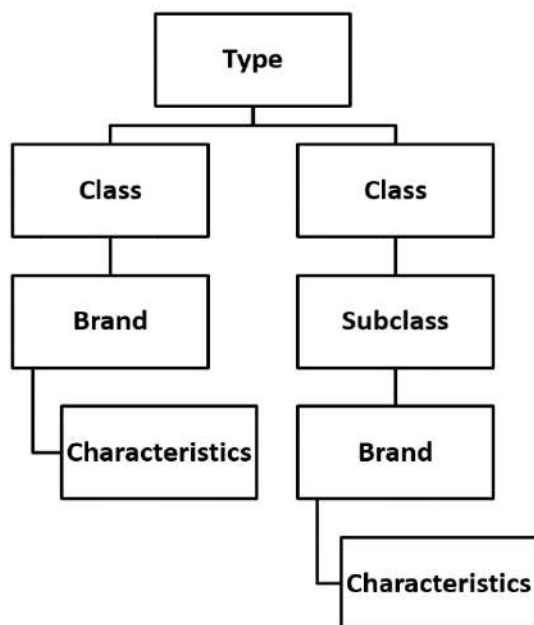 Type
Class
Class
Brand
Subclass
Characteristics
Brand
Characteristics